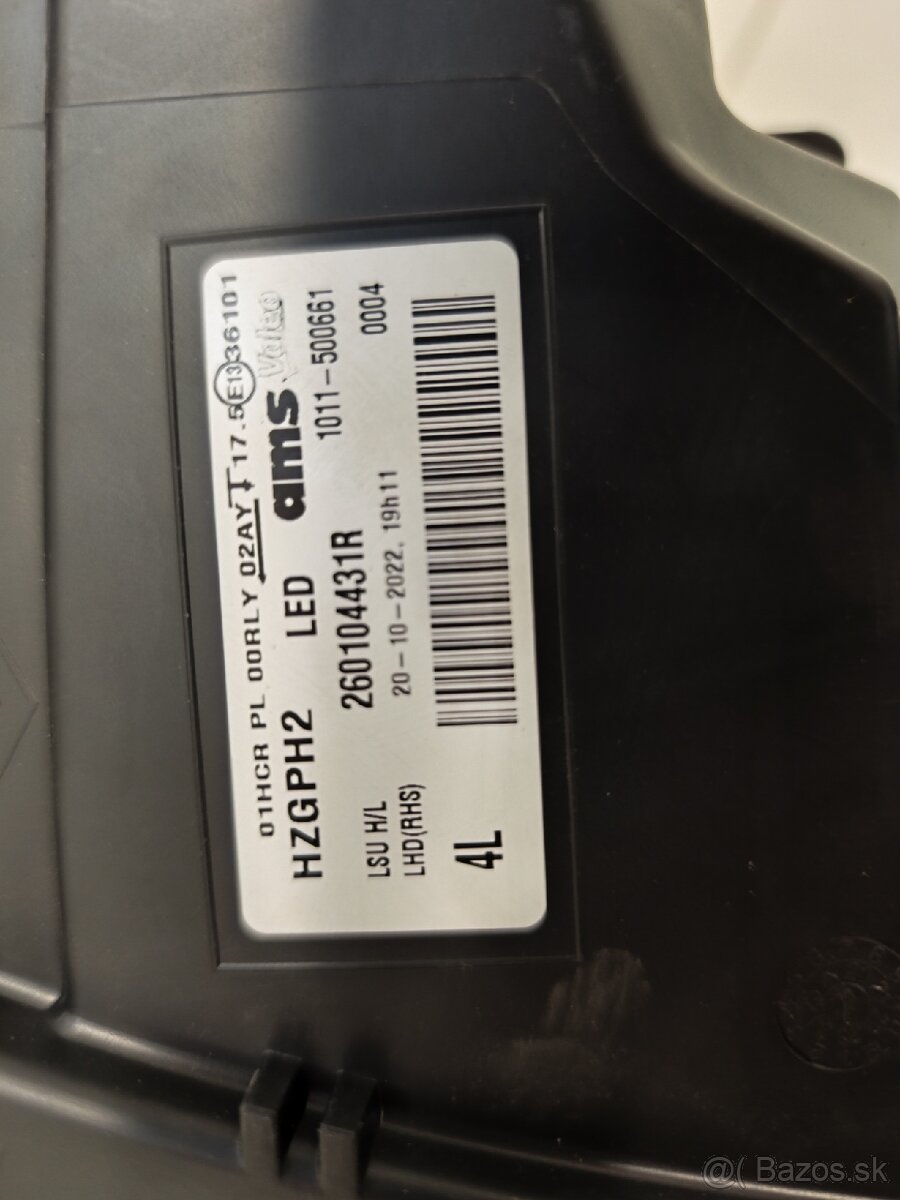 01HCR PL 00RLY 02AY 17.5 E13 36101
HZGPH2 LED ams Valeo
1011-500661
LSU H/L 260104431R 0004
LHD(RHS) 20-10-2022, 19h11
4L
@( Bazos.sk